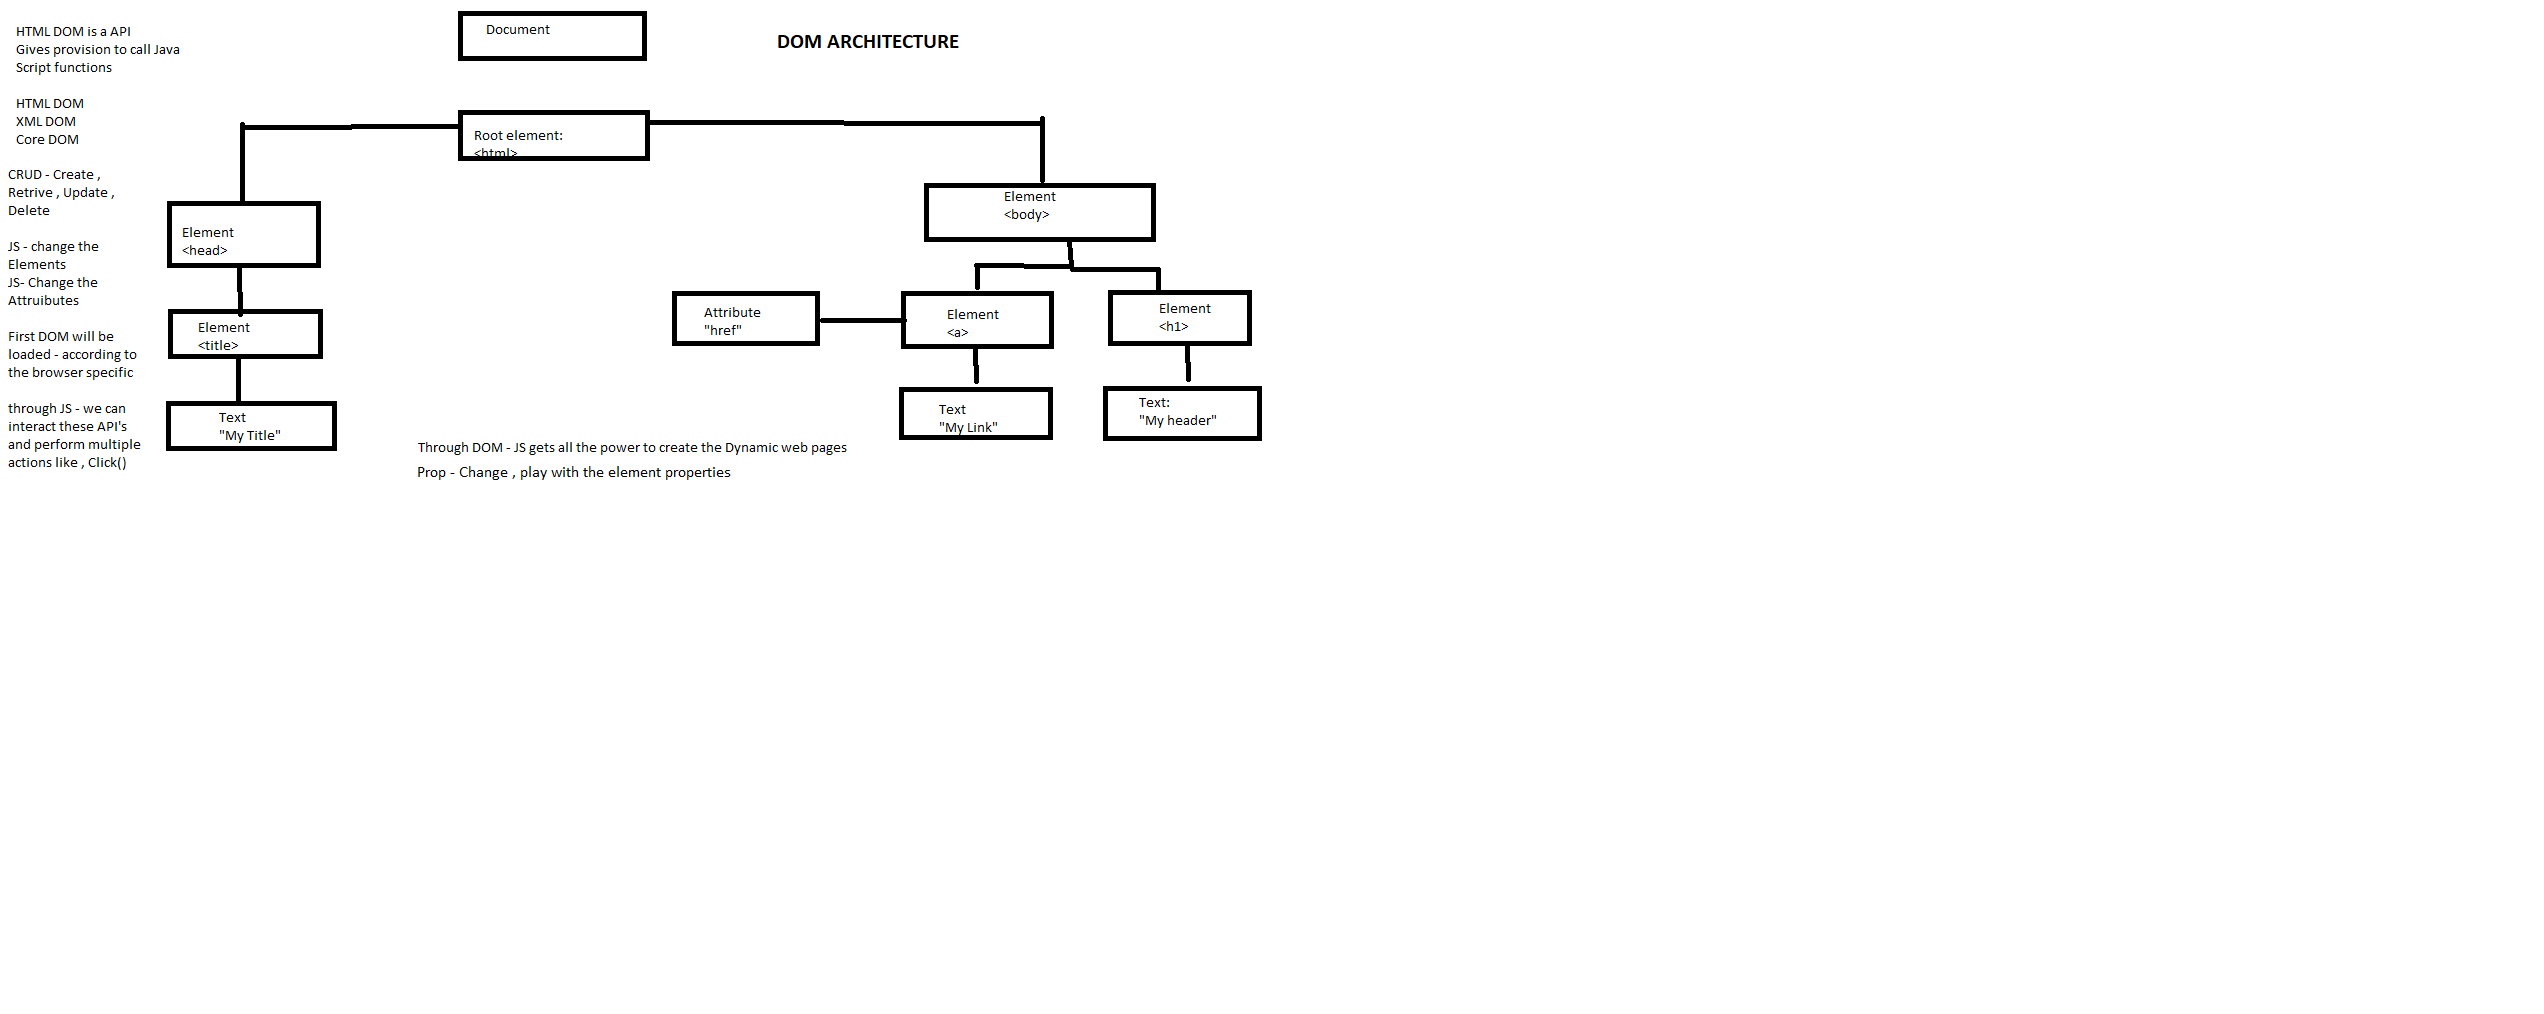 HTML DOM is a API
Gives provision to call Java
Script functions
HTML DOM
XML DOM
Core DOM
CRUD - Create ,
Retrive , Update ,
Delete
JS - change the
Elements
JS- Change the
Attruibutes
First DOM will be
loaded - according to
the browser specific
through JS - we can
interact these API's
and perform multiple
actions like , Click()
Document
DOM ARCHITECTURE
Root element:
<html>
Element
<head>
Element
<title>
Text
"My Title"
Element
<body>
Attribute
"href"
Element
<a>
Element
<h1>
Text
"My Link"
Text:
"My header"
Through DOM - JS gets all the power to create the Dynamic web pages
Prop - Change , play with the element properties